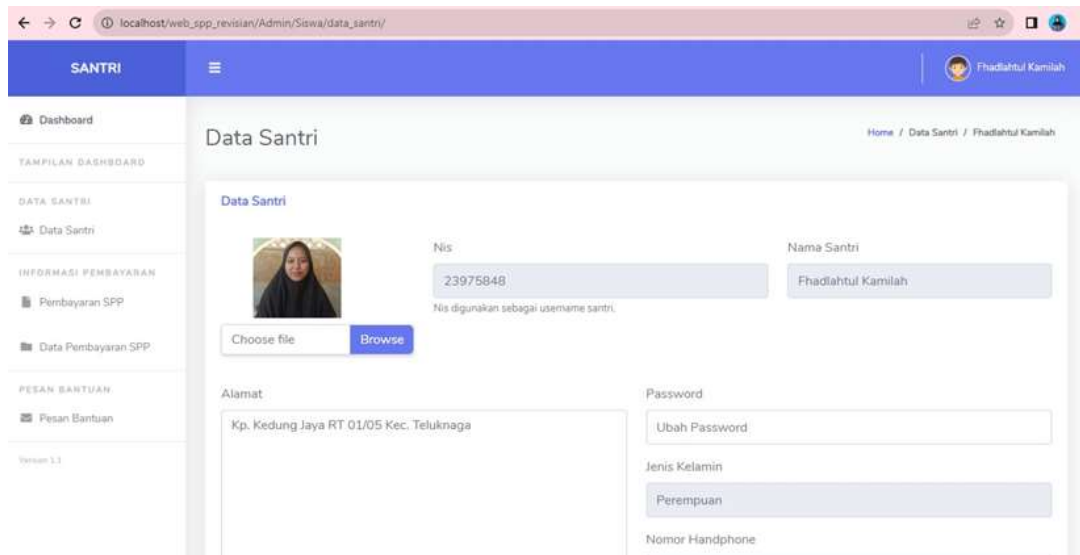 localhost/web_spp_revisian/Admin/Siswa/data_santri/
SANTRI
Fhadlahtul Kamilah
Dashboard
TAMPILAN DASHBOARD
DATA SANTRI
Data Santri
INFORMASI PEMBAYARAN
Pembayaran SPP
Data Pembayaran SPP
PESAN BANTUAN
Pesan Bantuan
Version 1.1
Data Santri
Home / Data Santri / Fhadlahtul Kamilah
Data Santri
Nis
23975848
Nis digunakan sebagai username santri.
Nama Santri
Fhadlahtul Kamilah
Choose file Browse
Alamat
Kp. Kedung Jaya RT 01/05 Kec. Teluknaga
Password
Ubah Password
Jenis Kelamin
Perempuan
Nomor Handphone